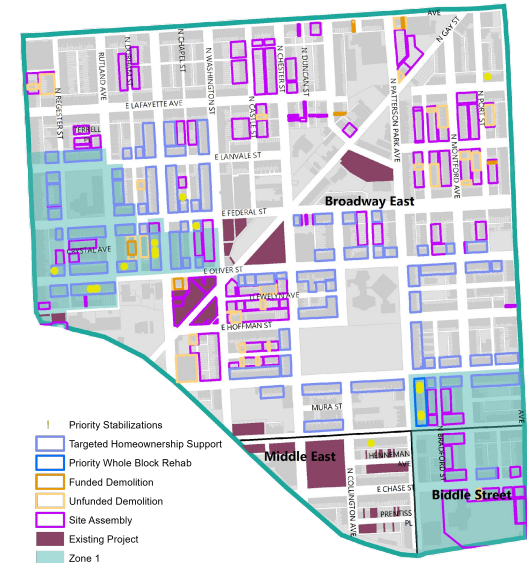 AVE
N GAY ST
N CHAPEL ST
N WASHINGTON ST
N CHESTER ST
N DUNCAN ST
RUTLAND AVE
N REGESTER ST
N CASTLE ST
N PATTERSON PARK AVE
N PORT ST
N MONTFORD AVE
E LAFAYETTE AVE
TERRELL
E LANVALE ST
Broadway East
E FEDERAL ST
CRYSTAL AVE
E OLIVER ST
LLEWELYN AVE
E HOFFMAN ST
MURA ST
AVE
Middle East
HENNEMAN
AVE
N BRADFORD ST
N COLLINGTON AVE
E CHASE ST
Biddle Street
PRENTISS
PL
Priority Stabilizations
Targeted Homeownership Support
Priority Whole Block Rehab
Funded Demolition
Unfunded Demolition
Site Assembly
Existing Project
Zone 1